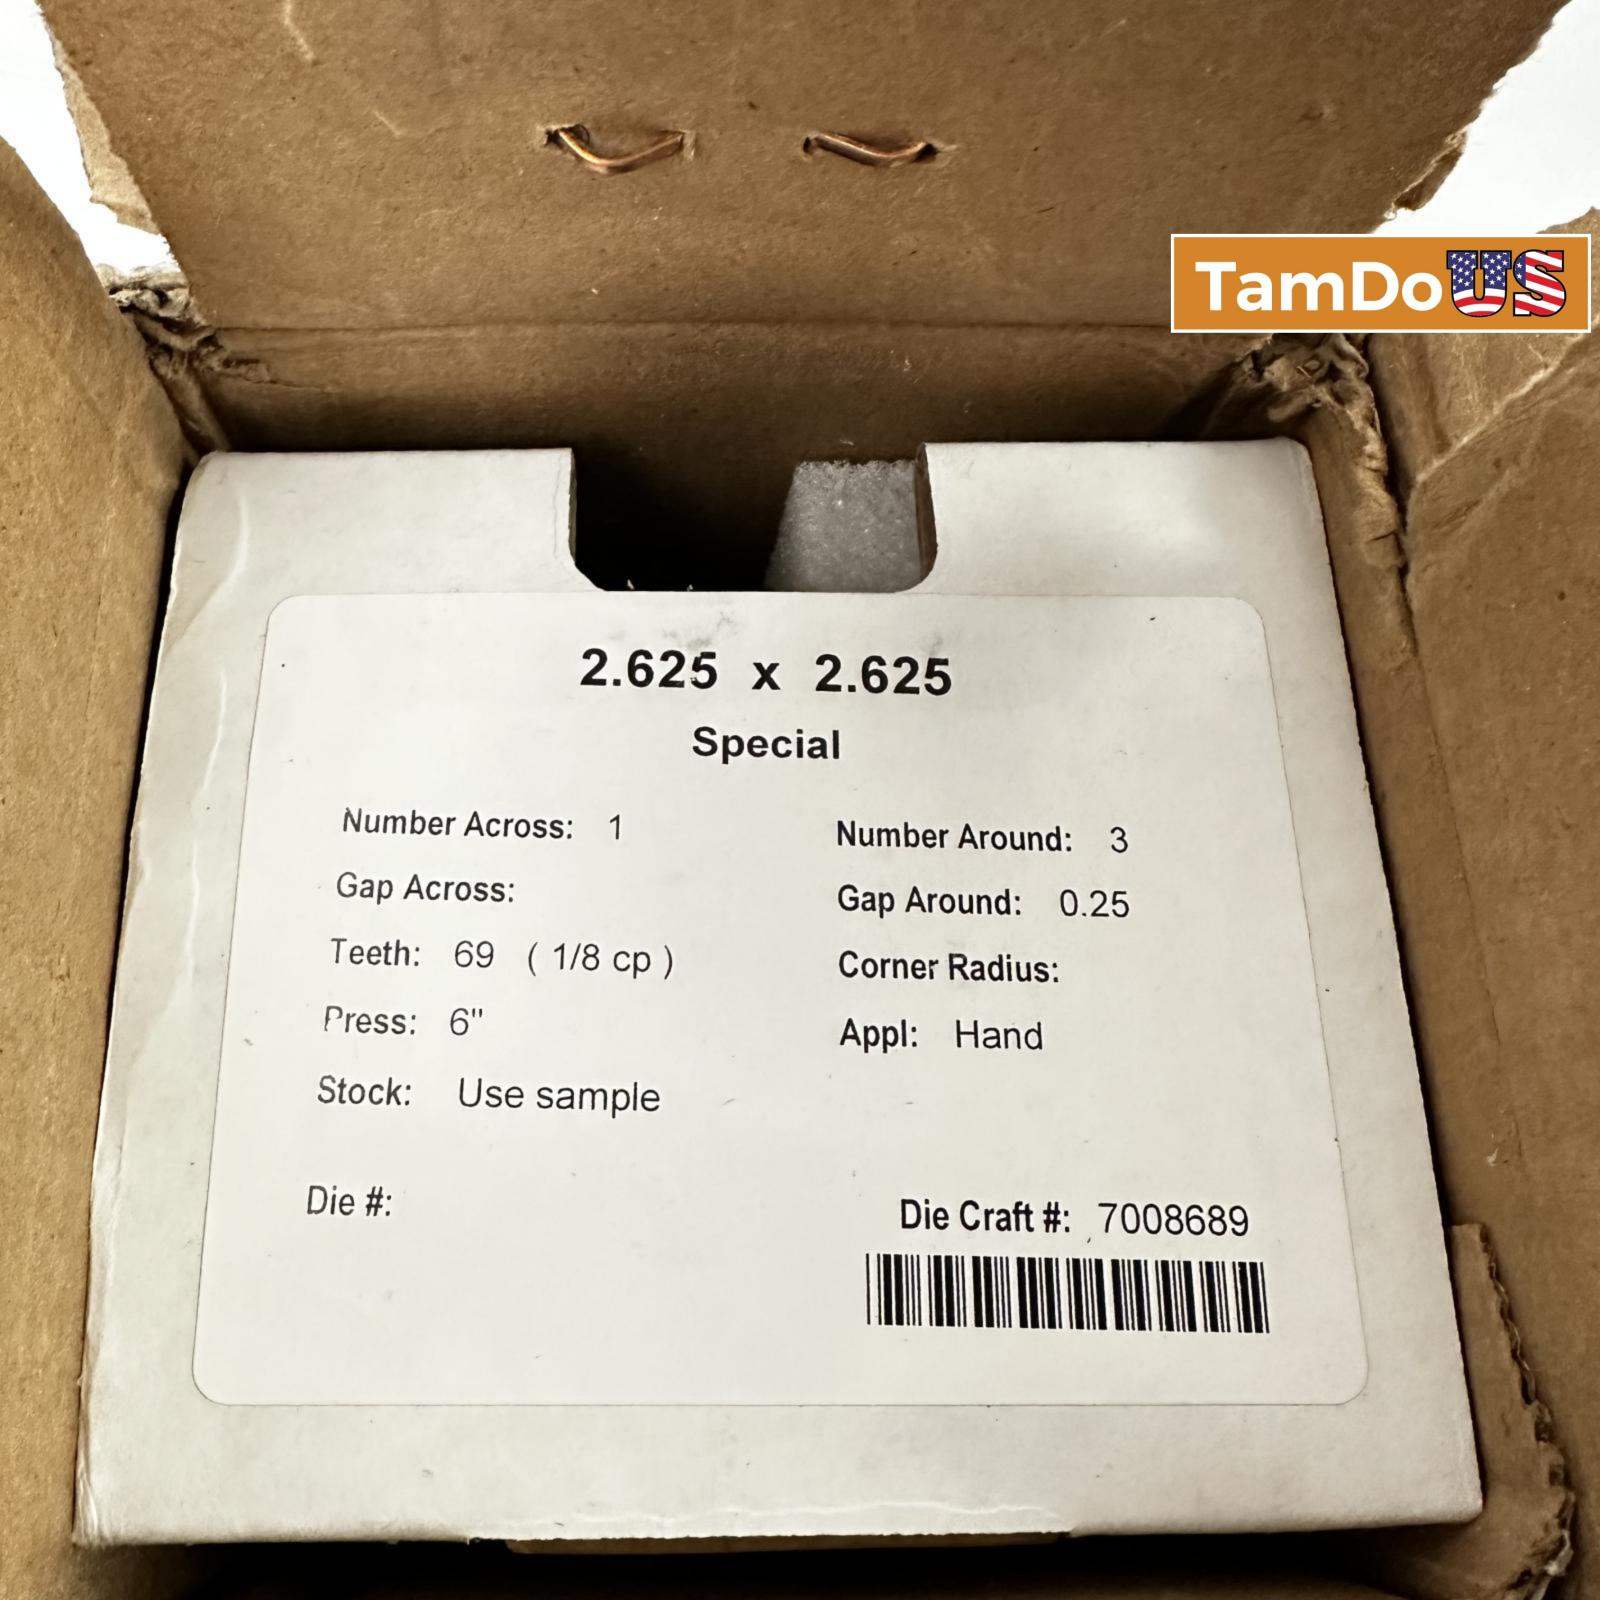 TamDoUS
2.625 x 2.625
Special
Number Across: 1
Number Around: 3
Gap Across:
Gap Around: 0.25
Teeth: 69 ( 1/8 cp )
Corner Radius:
Press: 6"
Appl: Hand
Stock: Use sample
Die #:
Die Craft #: 7008689